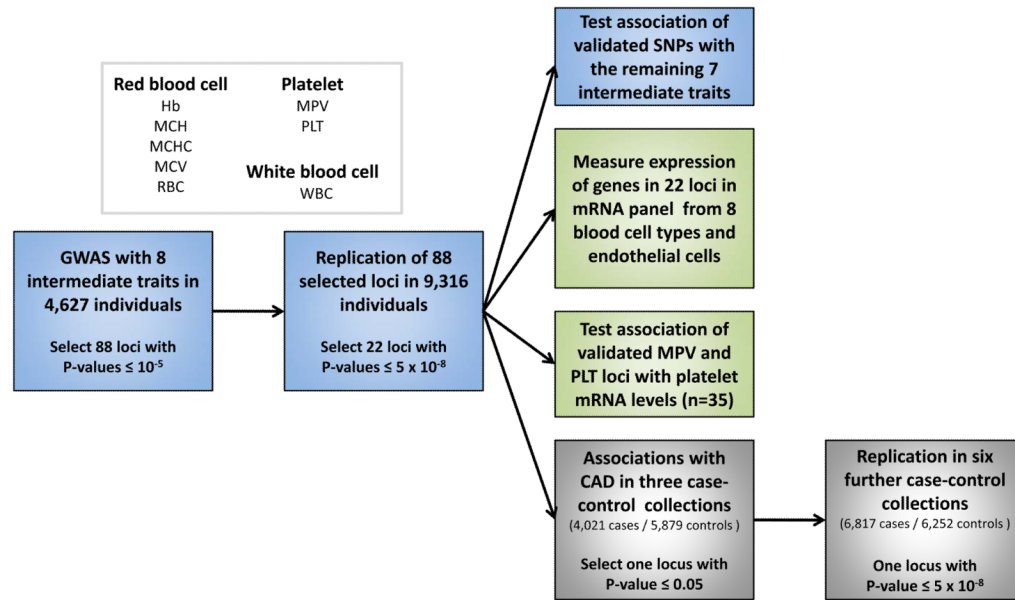 Red blood cell
Hb
MCH
MCHC
MCV
RBC
Platelet
MPV
PLT
White blood cell
WBC
GWAS with 8
intermediate traits in
4,627 individuals
Select 88 loci with
P-values ≤ 10⁻⁵
Replication of 88
selected loci in 9,316
individuals
Select 22 loci with
P-values ≤ 5 x 10⁻⁸
Test association of
validated SNPs with
the remaining 7
intermediate traits
Measure expression
of genes in 22 loci in
mRNA panel from 8
blood cell types and
endothelial cells
Test association of
validated MPV and
PLT loci with platelet
mRNA levels (n=35)
Associations with
CAD in three case-
control collections
(4,021 cases / 5,879 controls )
Select one locus with
P-value ≤ 0.05
Replication in six
further case-control
collections
(6,817 cases / 6,252 controls )
One locus with
P-value ≤ 5 x 10⁻⁸